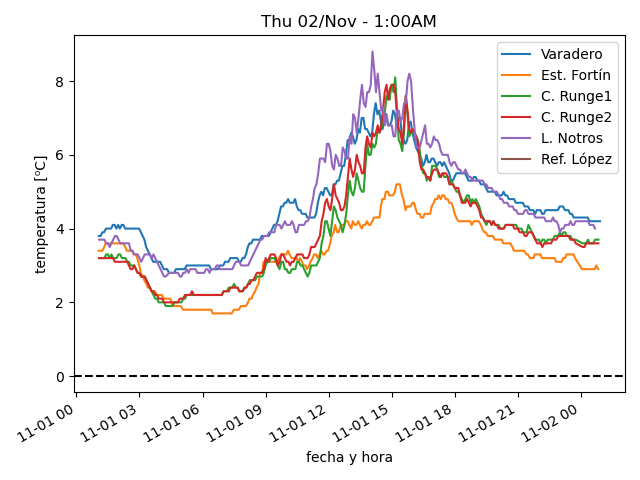 Thu 02/Nov - 1:00AM
temperatura [ºC]
8
6
4
2
0
Varadero
Est. Fortín
C. Runge1
C. Runge2
L. Notros
Ref. López
11-01 00
11-01 03
11-01 06
11-01 09
11-01 12
11-01 15
11-01 18
11-01 21
11-02 00
fecha y hora